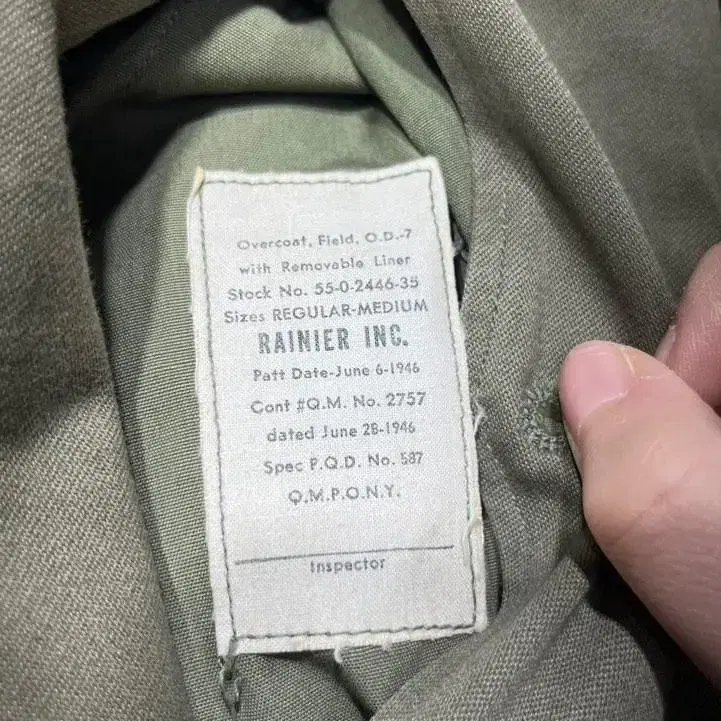 Overcoat, Field, O.D.-7
with Removable Liner
Stock No. 55-0-2446-35
Sizes REGULAR-MEDIUM
RAINIER INC.
Patt Date-June 6-1946
Cont #Q.M. No. 2757
dated June 28-1946
Spec P.Q.D. No. 587
Q.M.P.O.N.Y.
Inspector